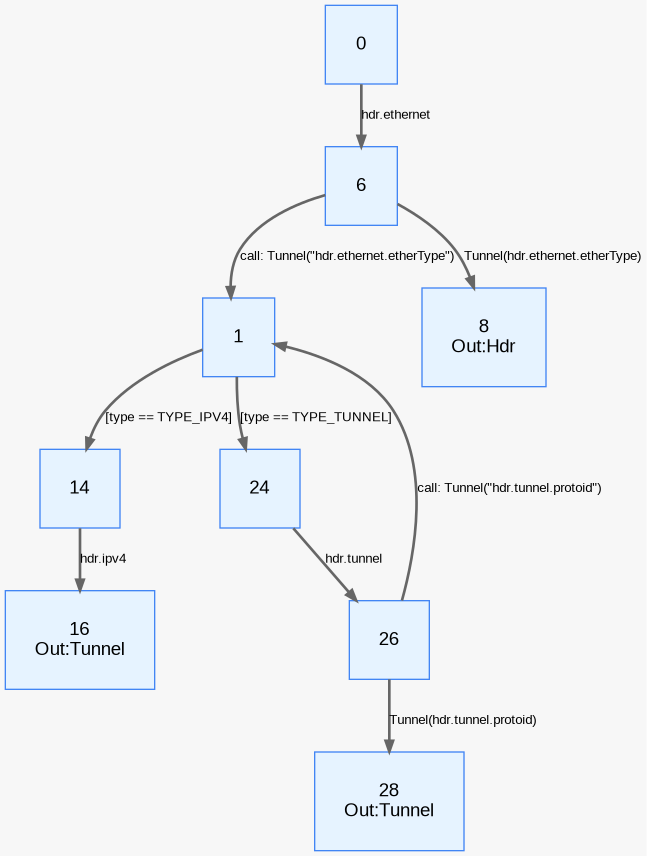 0
hdr.ethernet
6
call: Tunnel("hdr.ethernet.etherType")
Tunnel(hdr.ethernet.etherType)
1
8
Out:Hdr
[type == TYPE_IPV4]
[type == TYPE_TUNNEL]
14
24
call: Tunnel("hdr.tunnel.protoid")
hdr.ipv4
hdr.tunnel
16
Out:Tunnel
26
Tunnel(hdr.tunnel.protoid)
28
Out:Tunnel